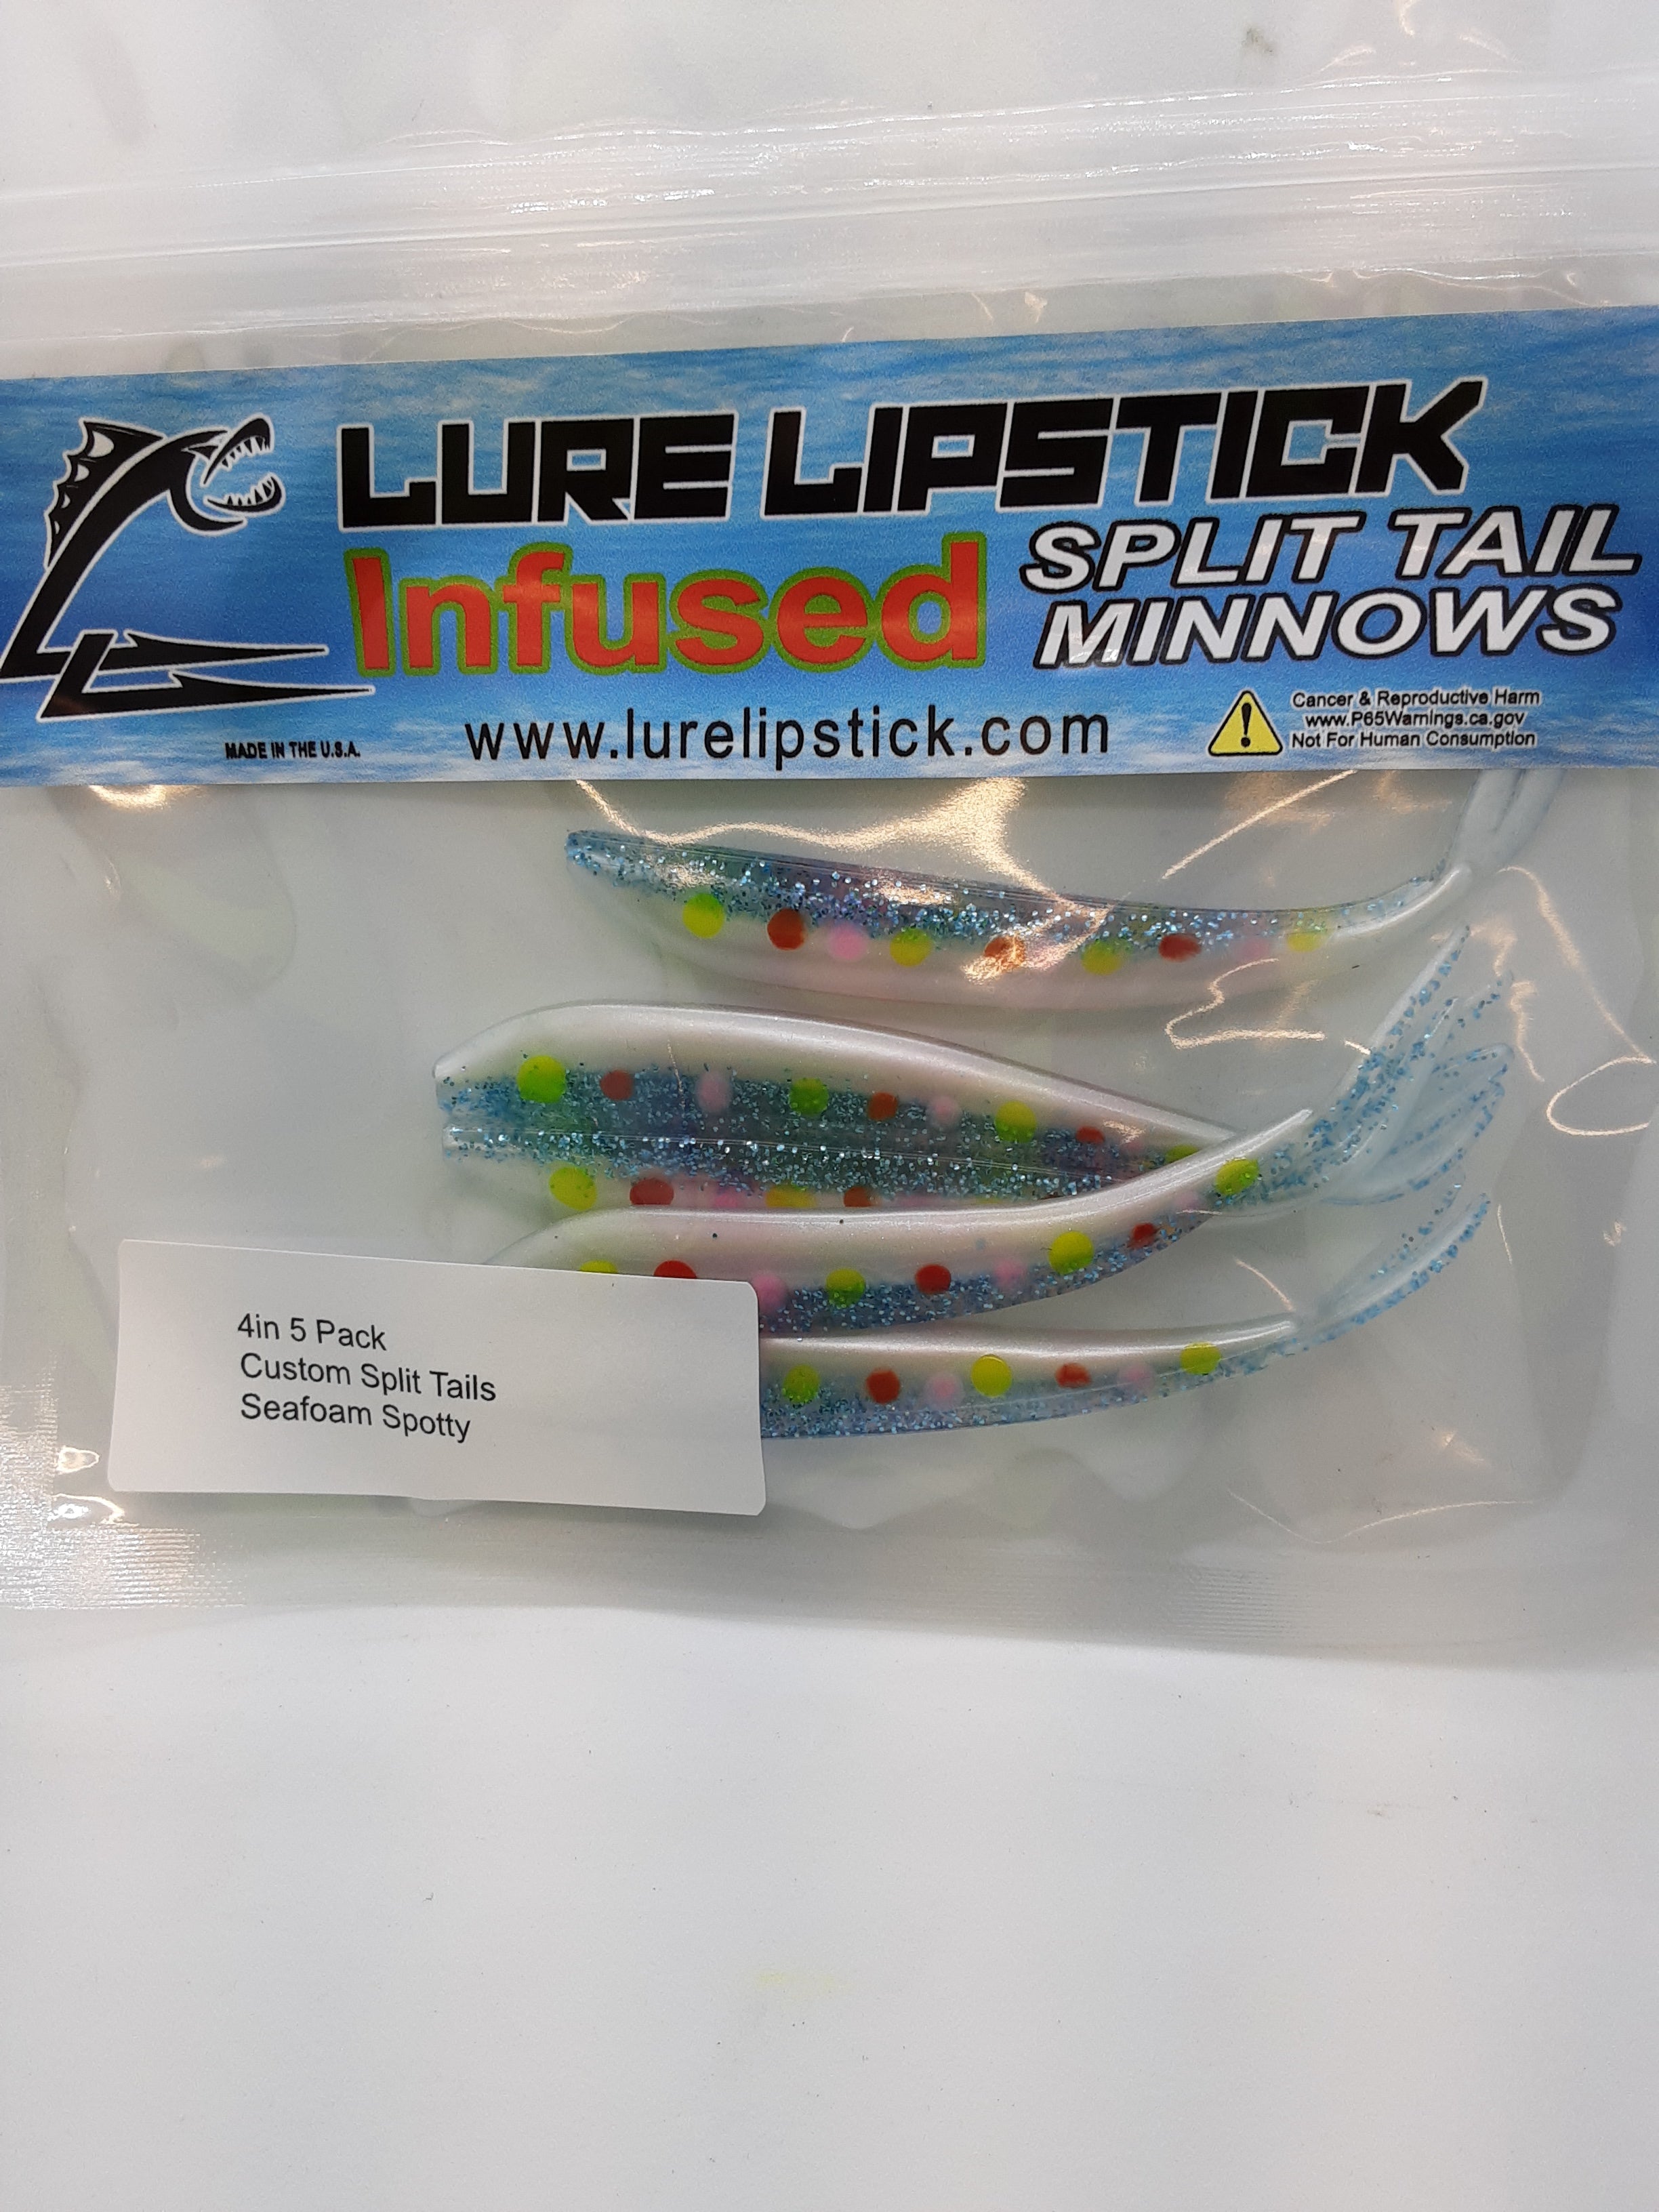 LURE LIPSTICK
Infused
SPLIT TAIL
MINNOWS
MADE IN THE U.S.A.
www.lurelipstick.com
Cancer & Reproductive Harm
www.P65Warnings.ca.gov
Not For Human Consumption
4in 5 Pack
Custom Split Tails
Seafoam Spotty